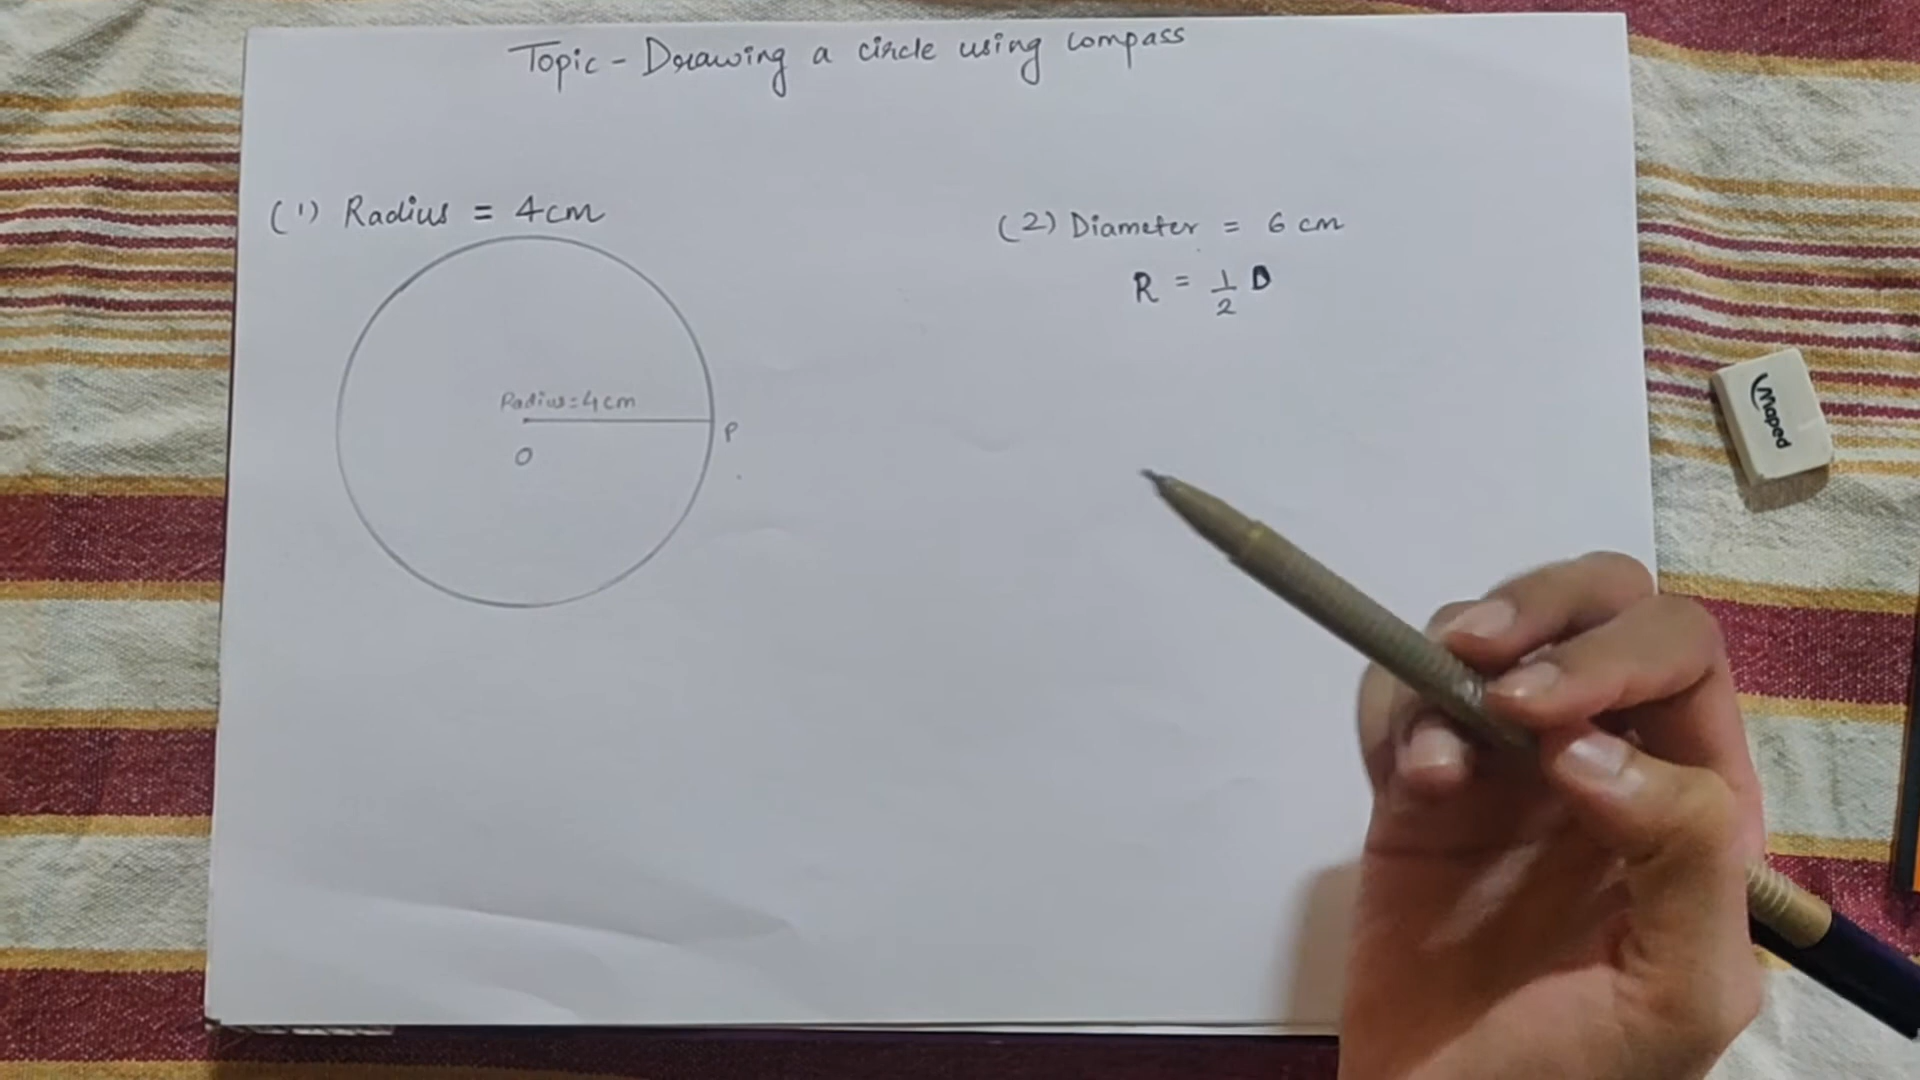 Topic - Drawing a circle using compass
(1) Radius = 4cm
Radius=4cm
O
P
(2) Diameter = 6 cm
R = 1/2 D
Maped